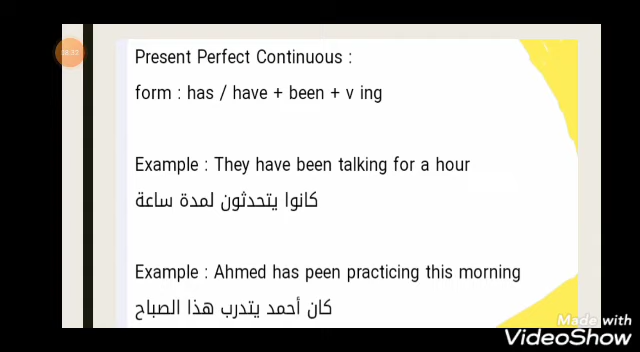 Present Perfect Continuous :
form : has / have + been + v ing
Example : They have been talking for a hour
كانوا يتحدثون لمدة ساعة
Example : Ahmed has peen practicing this morning
كان أحمد يتدرب هذا الصباح
Made with
VideoShow